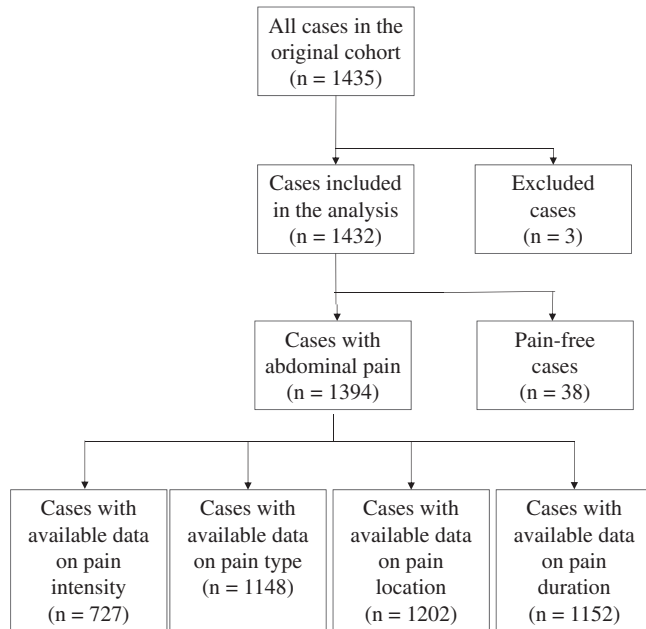 All cases in the
original cohort
(n = 1435)
Cases included
in the analysis
(n = 1432)
Excluded
cases
(n = 3)
Cases with
abdominal pain
(n = 1394)
Pain-free
cases
(n = 38)
Cases with
available data
on pain
intensity
(n = 727)
Cases with
available data
on pain type
(n = 1148)
Cases with
available data
on pain
location
(n = 1202)
Cases with
available data
on pain
duration
(n = 1152)